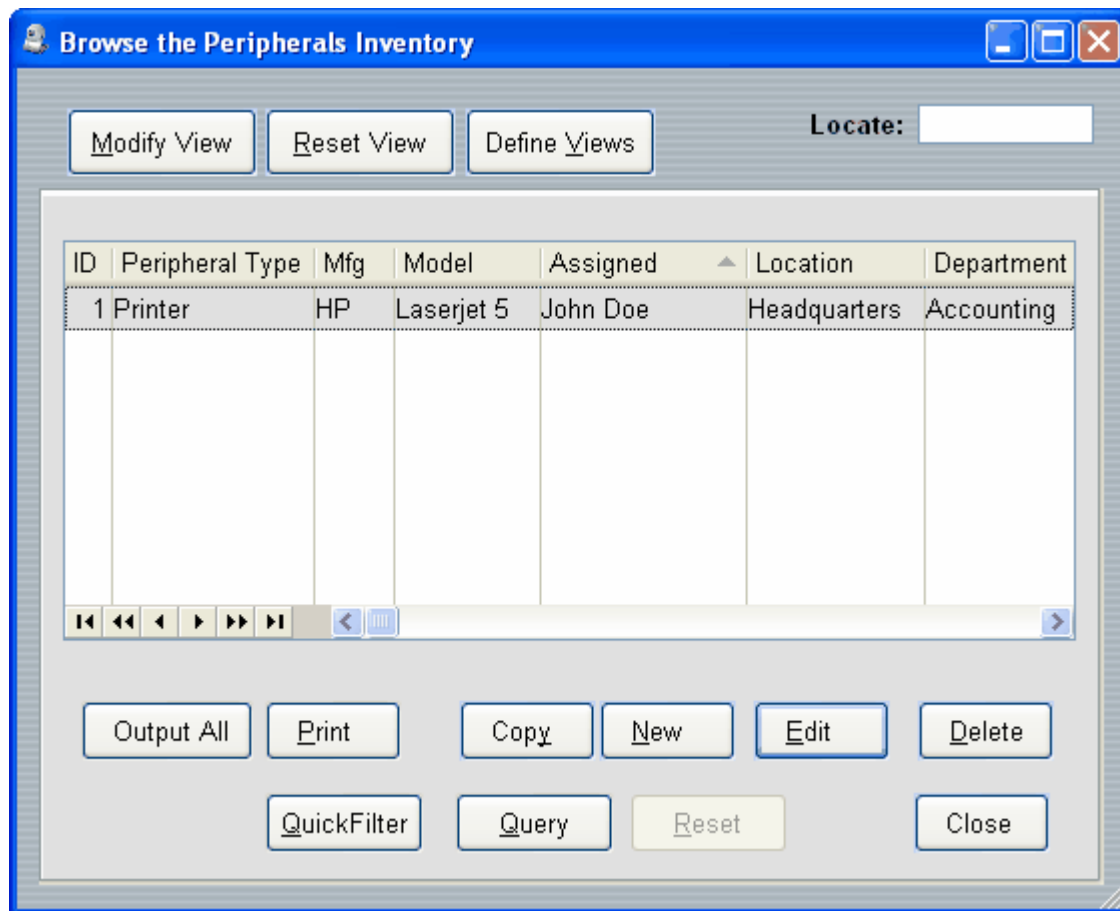 Browse the Peripherals Inventory
Modify View Reset View Define Views Locate:
ID Peripheral Type Mfg Model Assigned Location Department
1 Printer HP Laserjet 5 John Doe Headquarters Accounting
Output All Print Copy New Edit Delete
QuickFilter Query Reset Close